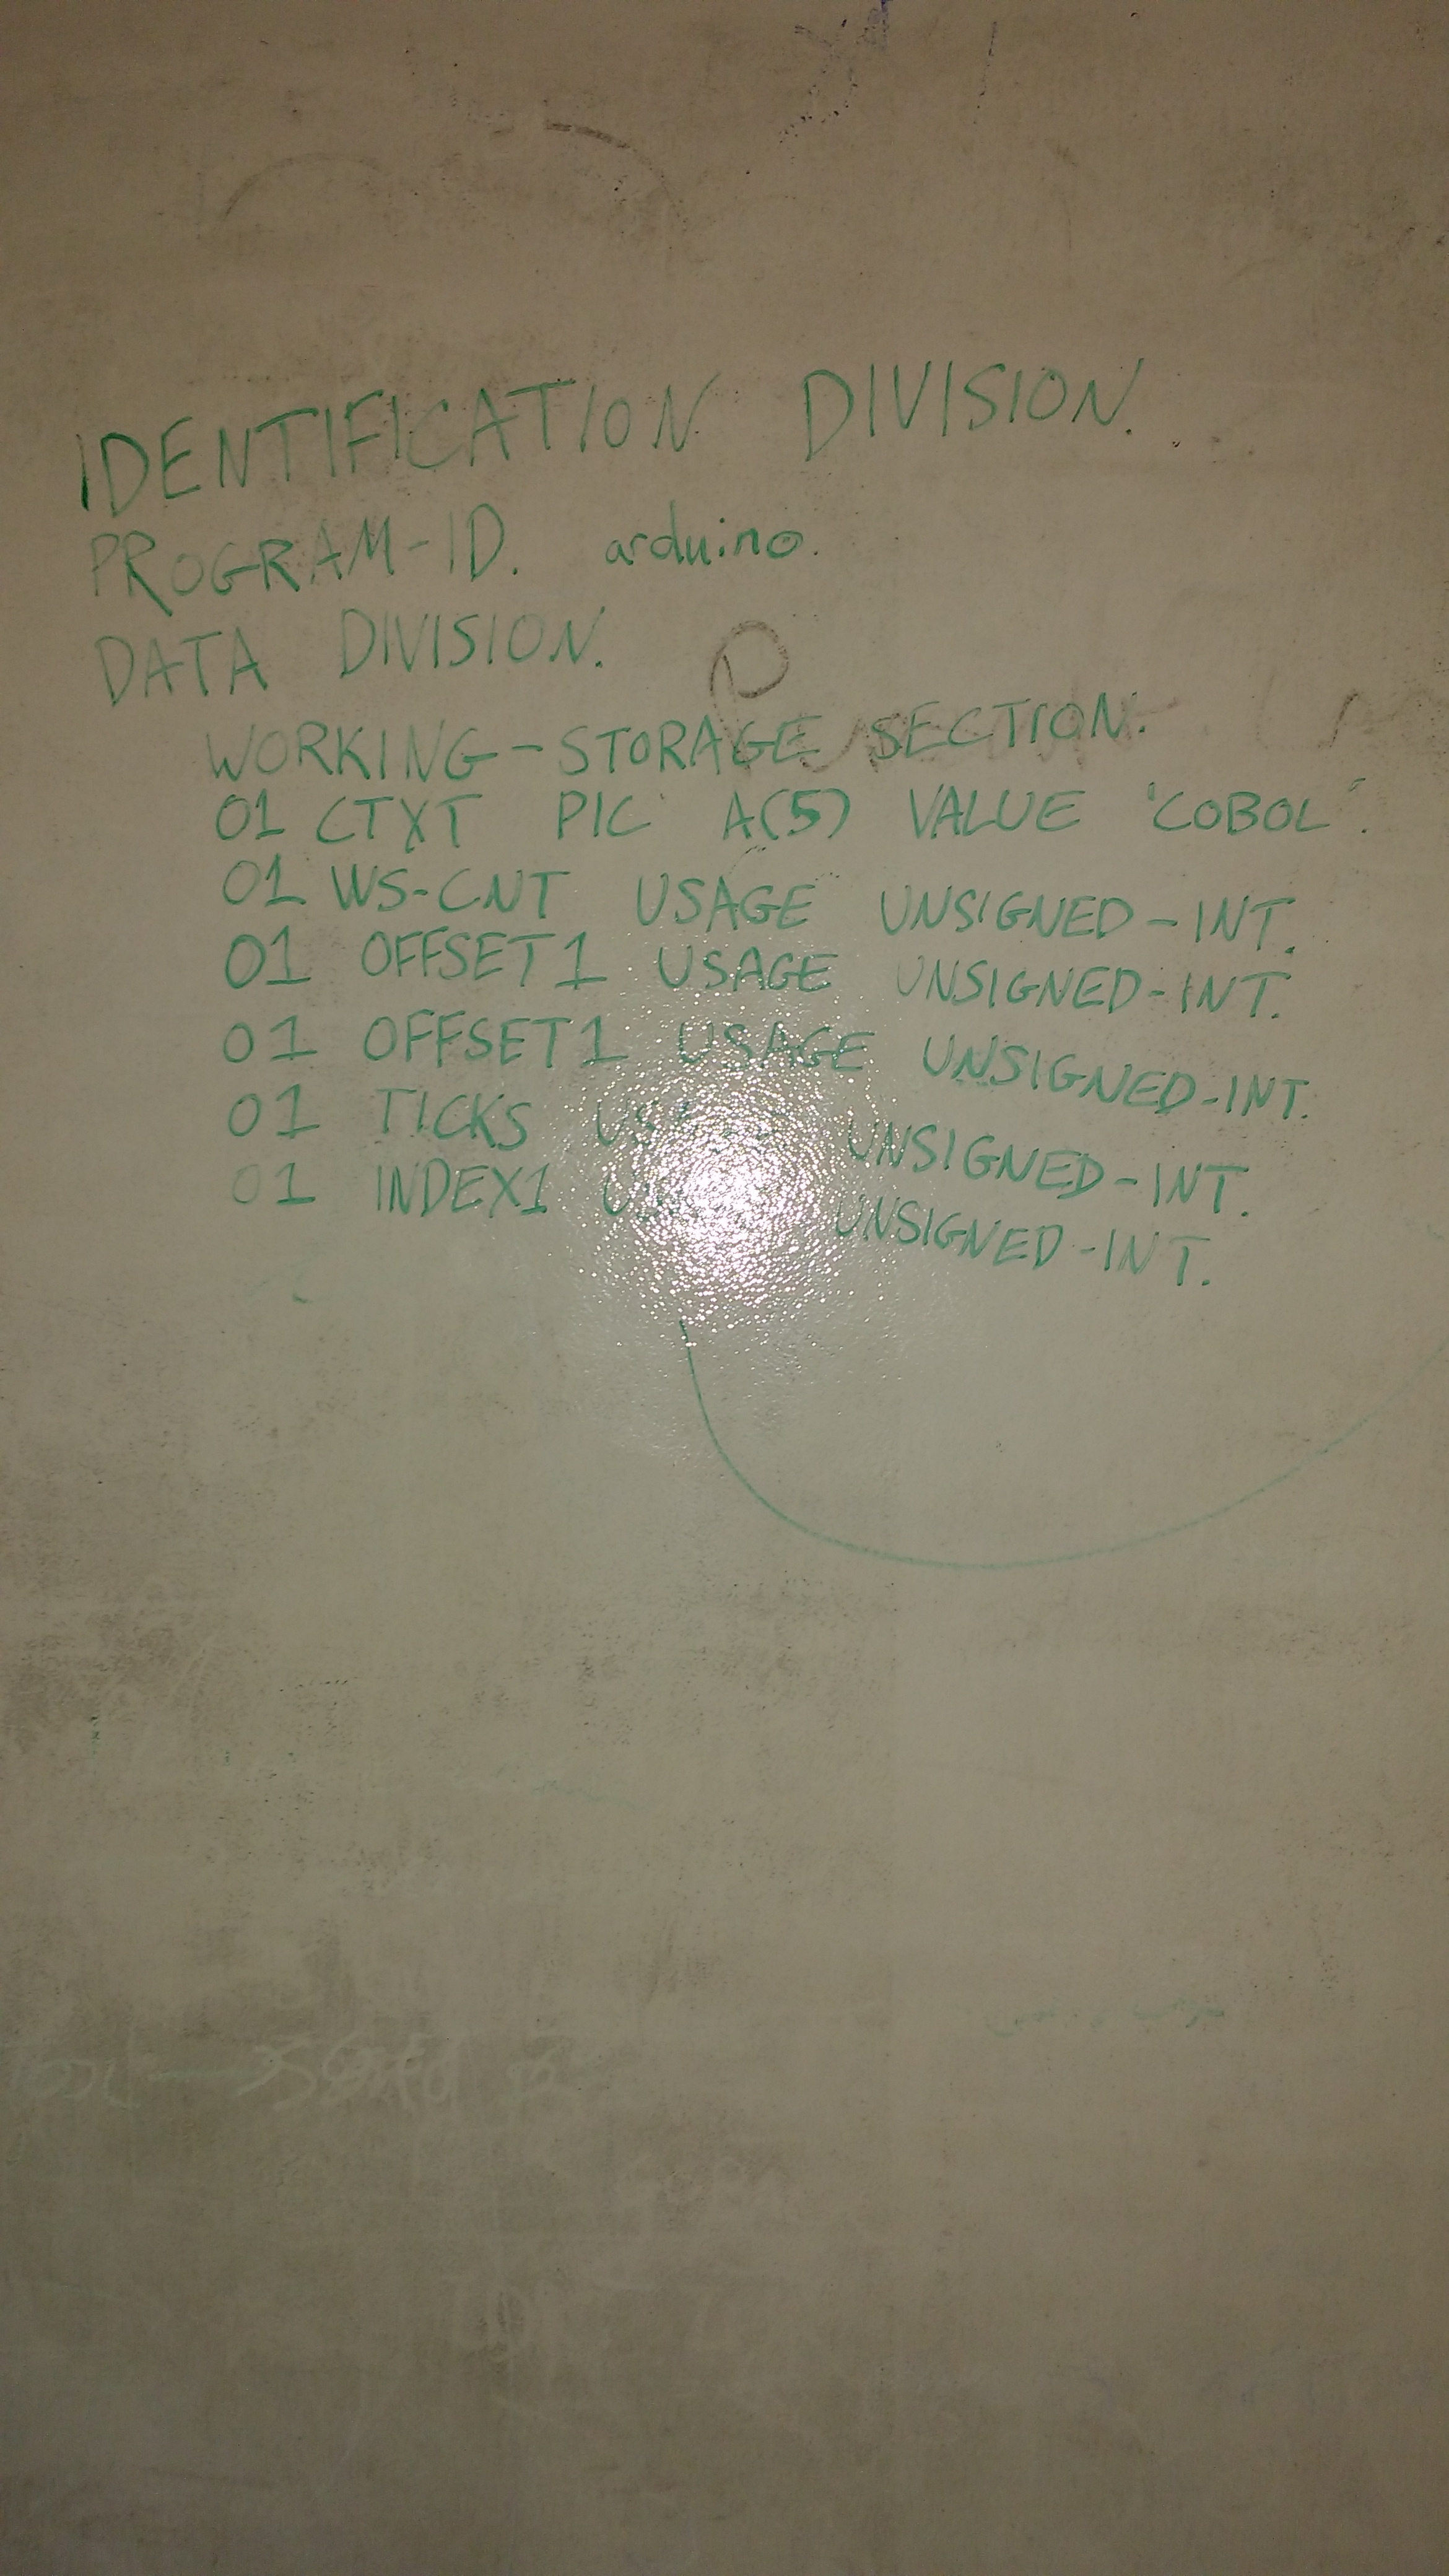 IDENTIFICATION DIVISION.
PROGRAM-ID. arduino.
DATA DIVISION.
WORKING-STORAGE SECTION.
01 CTXT PIC A(5) VALUE 'COBOL'.
01 WS-CNT USAGE UNSIGNED-INT.
01 OFFSET1 USAGE UNSIGNED-INT.
01 OFFSET1 USAGE UNSIGNED-INT.
01 TICKS USAGE UNSIGNED-INT.
01 INDEX1 UNSIGNED-INT.